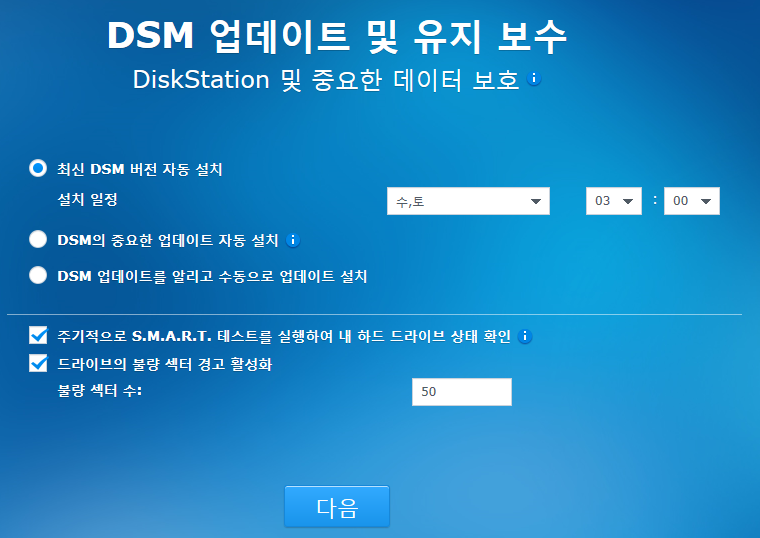 DSM 업데이트 및 유지 보수
DiskStation 및 중요한 데이터 보호
최신 DSM 버전 자동 설치
설치 일정 수,토 03 : 00
DSM의 중요한 업데이트 자동 설치
DSM 업데이트를 알리고 수동으로 업데이트 설치
주기적으로 S.M.A.R.T. 테스트를 실행하여 내 하드 드라이브 상태 확인
드라이브의 불량 섹터 경고 활성화
불량 섹터 수: 50
다음